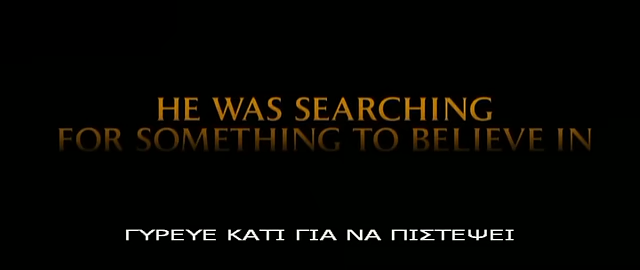 HE WAS SEARCHING
FOR SOMETHING TO BELIEVE IN
ΓΥΡΕΥΕ ΚΑΤΙ ΓΙΑ ΝΑ ΠΙΣΤΕΨΕΙ